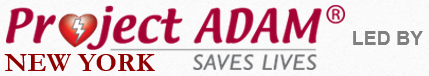 Project ADAM®
LED BY
NEW YORK SAVES LIVES